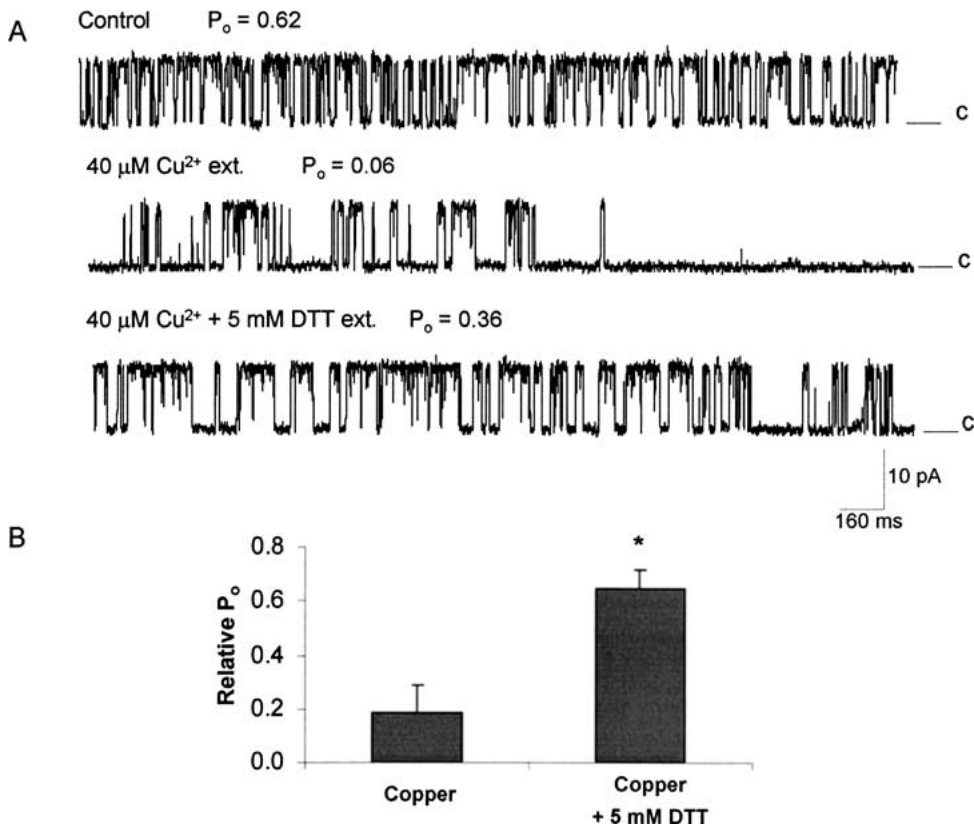 A
Control P₀ = 0.62
C
40 µM Cu²⁺ ext. P₀ = 0.06
C
40 µM Cu²⁺ + 5 mM DTT ext. P₀ = 0.36
C
10 pA
160 ms
B
*
0.8
0.6
0.4
0.2
0.0
Relative P₀
Copper
Copper
+ 5 mM DTT